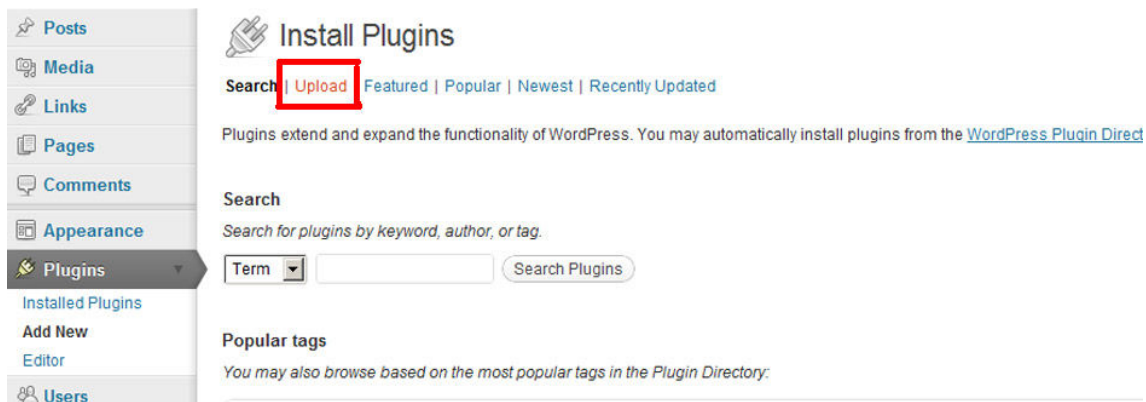 Posts
Media
Links
Pages
Comments
Appearance
Plugins
Installed Plugins
Add New
Editor
Users
Install Plugins
Search | Upload Featured | Popular | Newest | Recently Updated
Plugins extend and expand the functionality of WordPress. You may automatically install plugins from the WordPress Plugin Direct
Search
Search for plugins by keyword, author, or tag.
Term Search Plugins
Popular tags
You may also browse based on the most popular tags in the Plugin Directory: